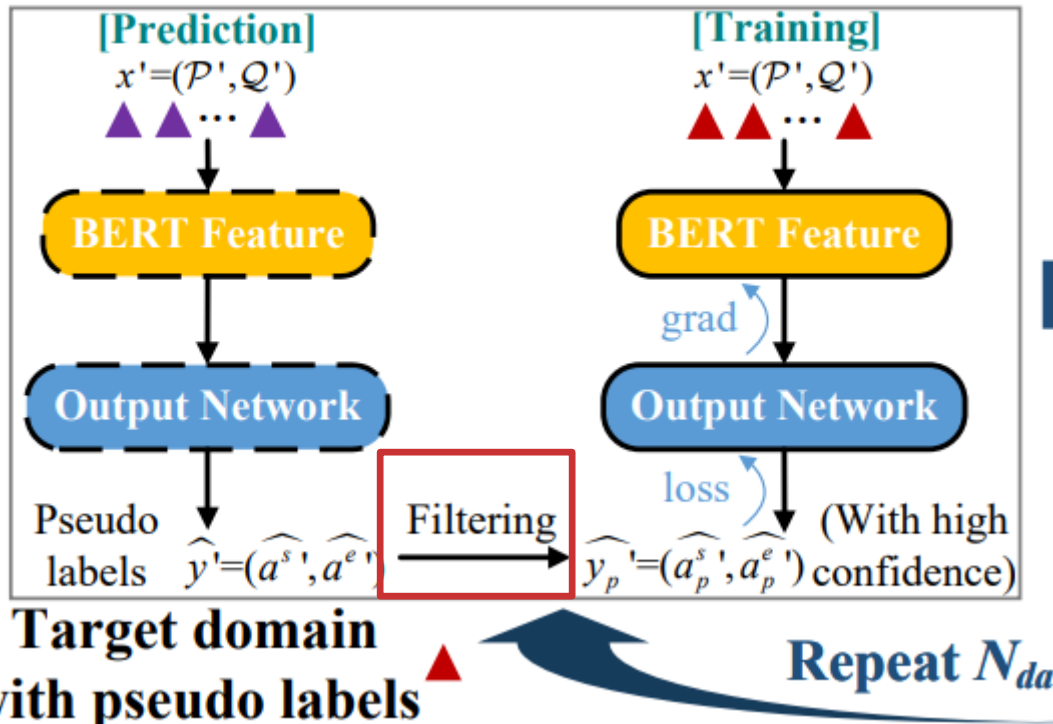 [Prediction]
x'=(𝒫',𝒬')
...
BERT Feature
Output Network
Pseudo
labels
ŷ'=(âˢ',âᵉ')
Filtering
[Training]
x'=(𝒫',𝒬')
...
BERT Feature
grad
Output Network
loss
ŷₚ'=(âₚˢ',âₚᵉ')
(With high
confidence)
Target domain
with pseudo labels
Repeat N_da